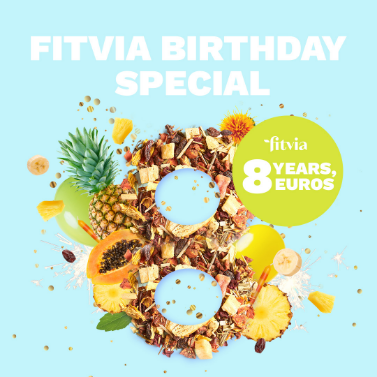 FITVIA BIRTHDAY
SPECIAL
fitvia
8 YEARS,
EUROS